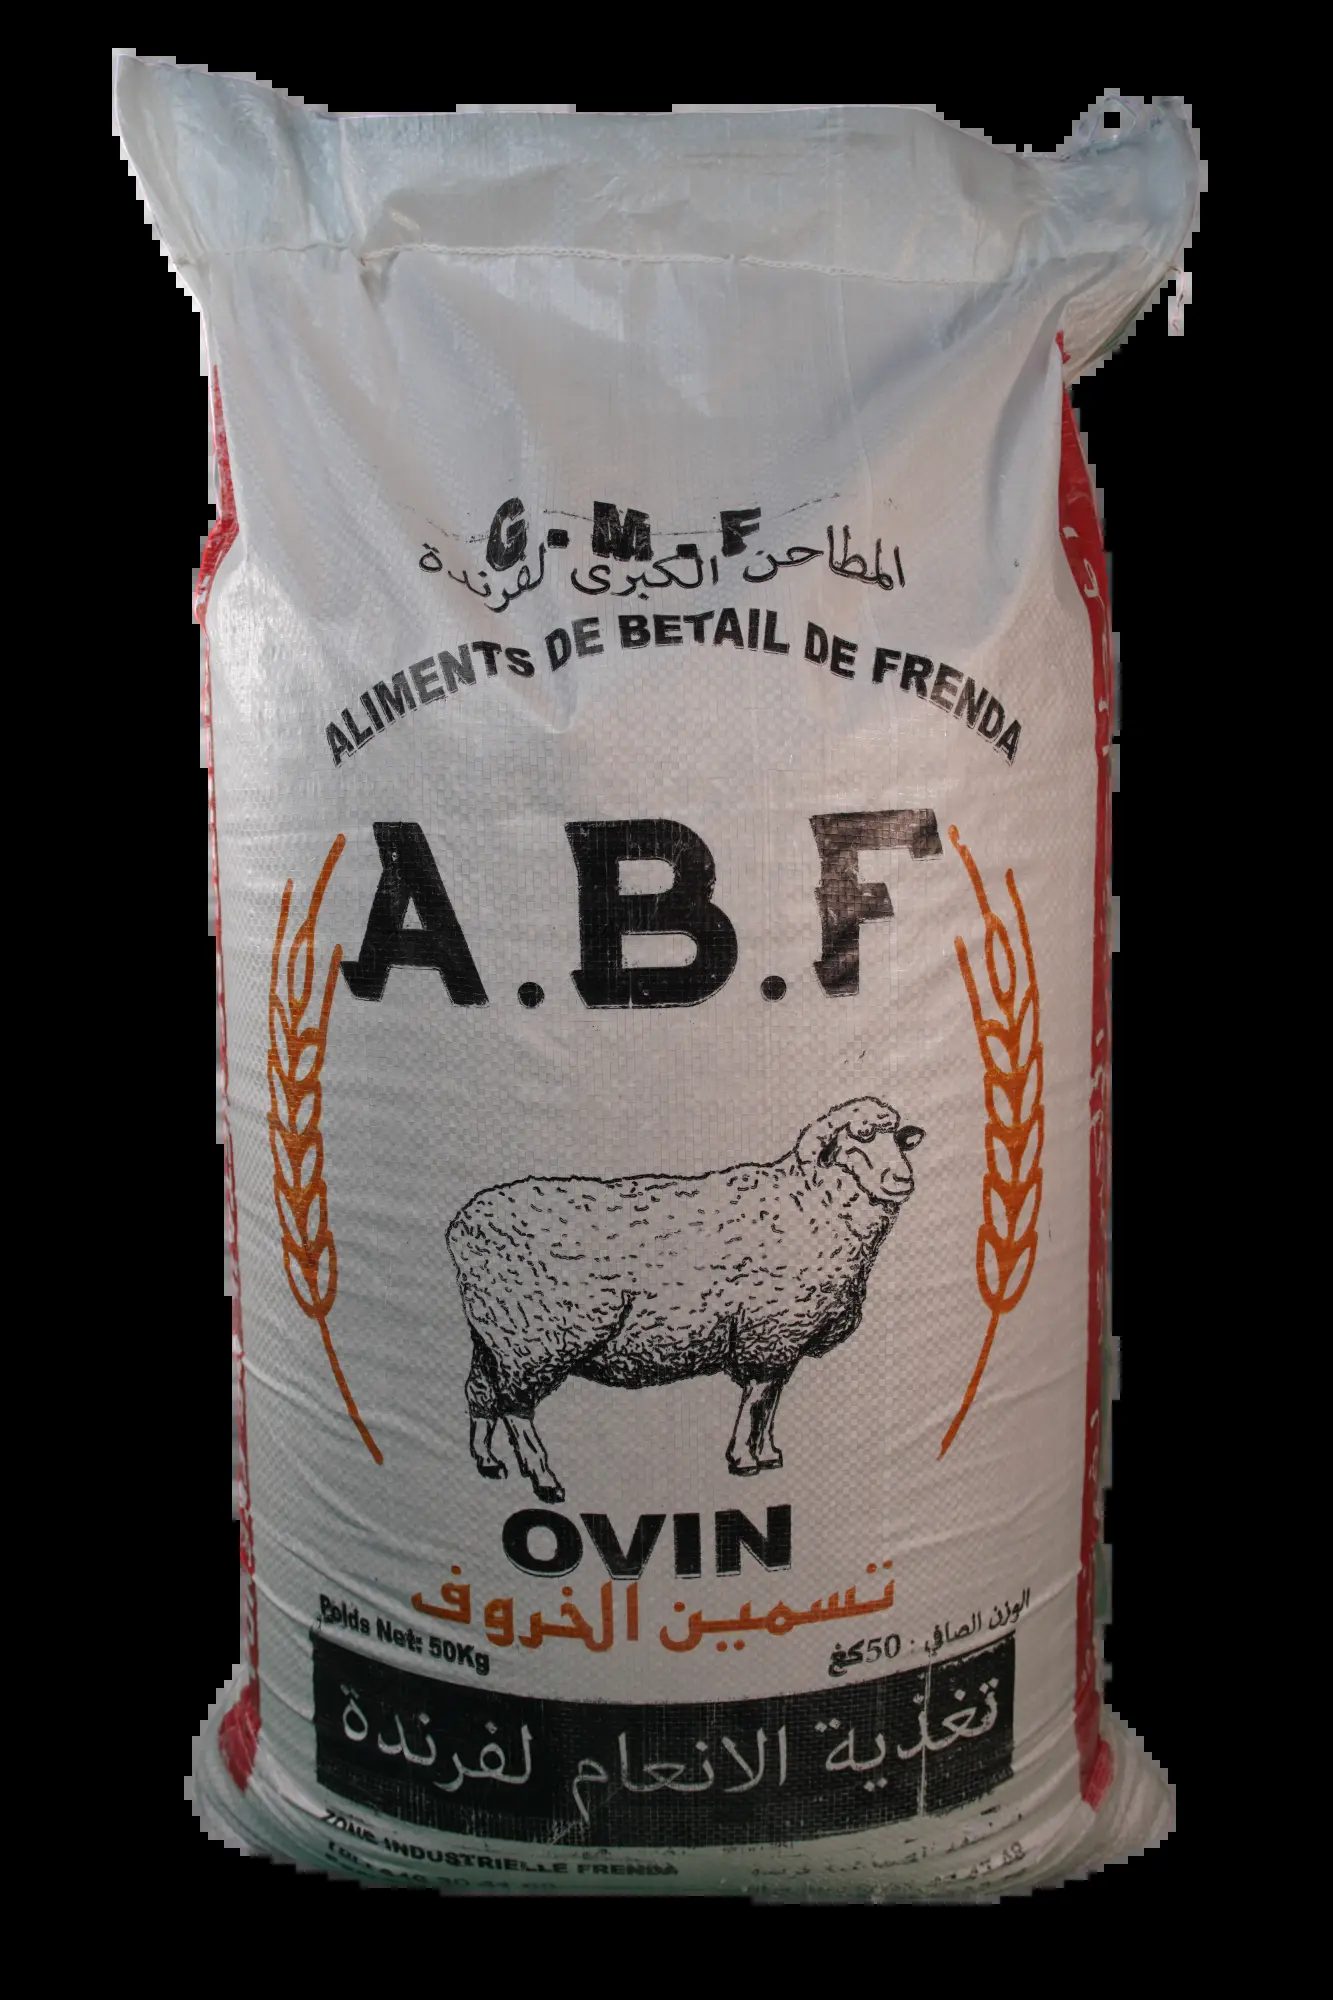 G.M.F
المطاحن الكبرى لفرندة
ALIMENTS DE BETAIL DE FRENDA
A.B.F
OVIN
تسمين الخروف
Poids Net: 50Kg
الوزن الصافي : 50كغ
تغذية الانعام لفرندة
ZONE INDUSTRIELLE FRENDA